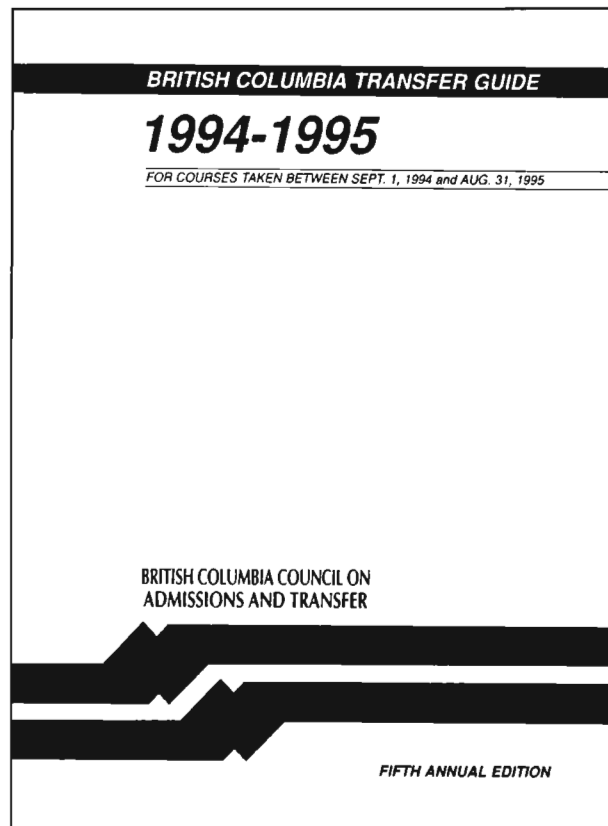 BRITISH COLUMBIA TRANSFER GUIDE
1994-1995
FOR COURSES TAKEN BETWEEN SEPT. 1, 1994 and AUG. 31, 1995
BRITISH COLUMBIA COUNCIL ON
ADMISSIONS AND TRANSFER
FIFTH ANNUAL EDITION